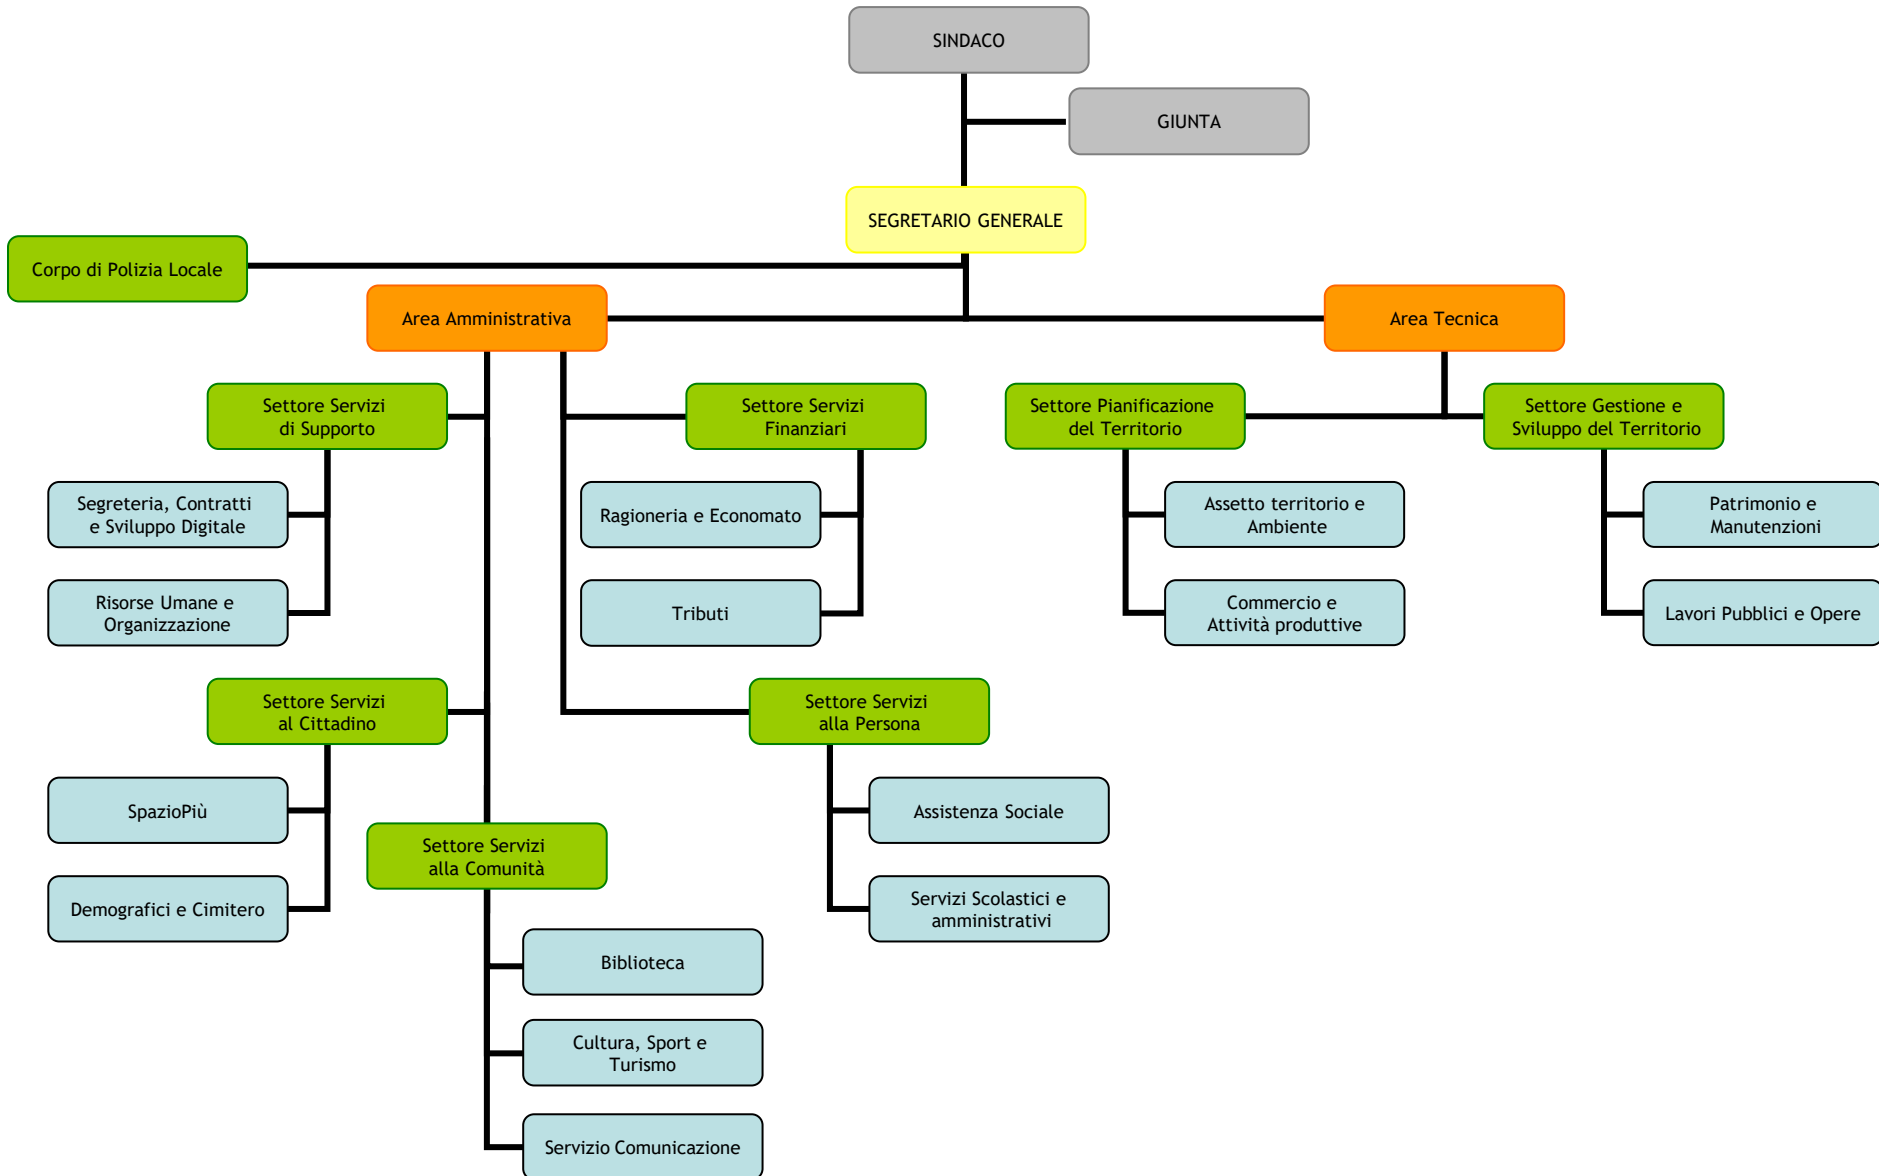 SINDACO
GIUNTA
SEGRETARIO GENERALE
Corpo di Polizia Locale
Area Amministrativa
Area Tecnica
Settore Servizi
di Supporto
Settore Servizi
Finanziari
Settore Pianificazione
del Territorio
Settore Gestione e
Sviluppo del Territorio
Segreteria, Contratti
e Sviluppo Digitale
Ragioneria e Economato
Assetto territorio e
Ambiente
Patrimonio e
Manutenzioni
Risorse Umane e
Organizzazione
Tributi
Commercio e
Attività produttive
Lavori Pubblici e Opere
Settore Servizi
al Cittadino
Settore Servizi
alla Persona
SpazioPiù
Assistenza Sociale
Settore Servizi
alla Comunità
Demografici e Cimitero
Servizi Scolastici e
amministrativi
Biblioteca
Cultura, Sport e
Turismo
Servizio Comunicazione